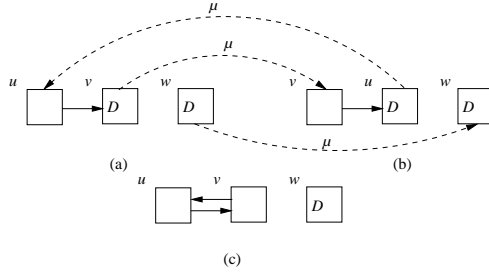 μ
μ
u v w v u w
D D D D
μ
(a) (b)
u v w
D
(c)